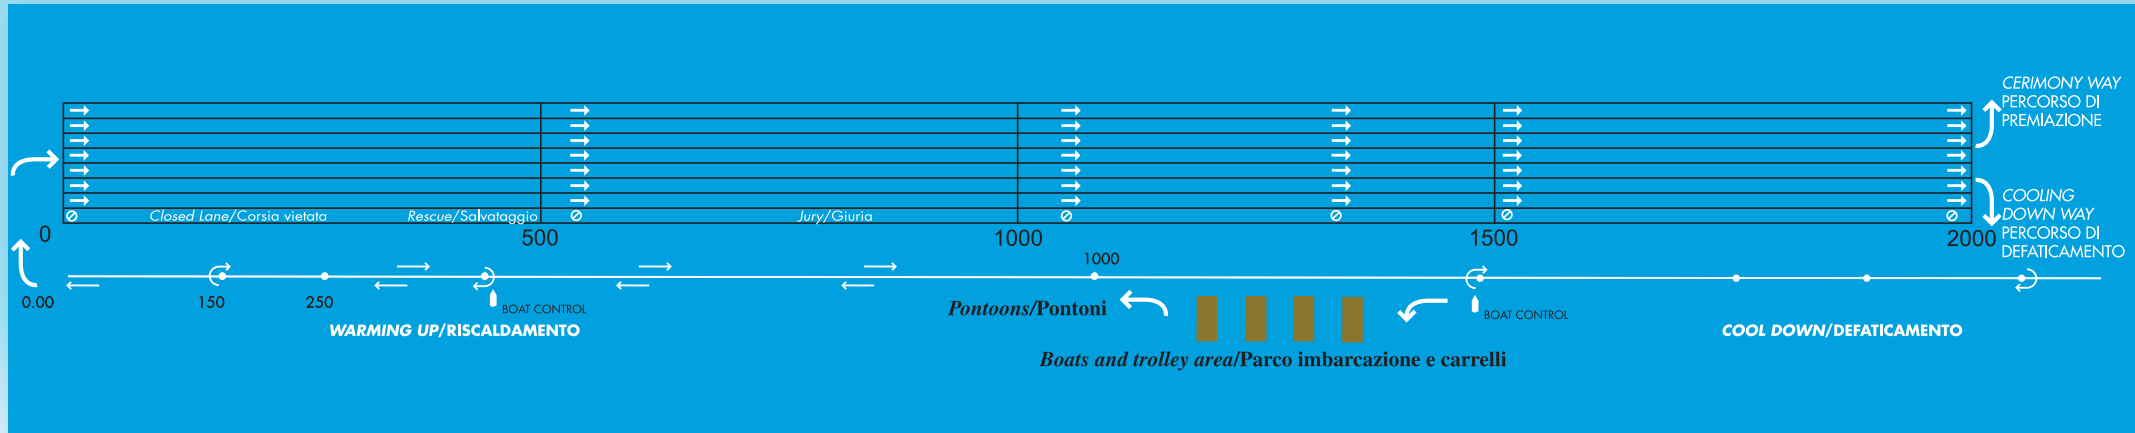 CERIMONY WAY
PERCORSO DI
PREMIAZIONE
COOLING
DOWN WAY
PERCORSO DI
DEFATICAMENTO
Closed Lane/Corsia vietata Rescue/Salvataggio Jury/Giuria
0 500 1000 1500 2000
1000
0.00 150 250 BOAT CONTROL
Pontoons/Pontoni
BOAT CONTROL
WARMING UP/RISCALDAMENTO
COOL DOWN/DEFATICAMENTO
Boats and trolley area/Parco imbarcazione e carrelli